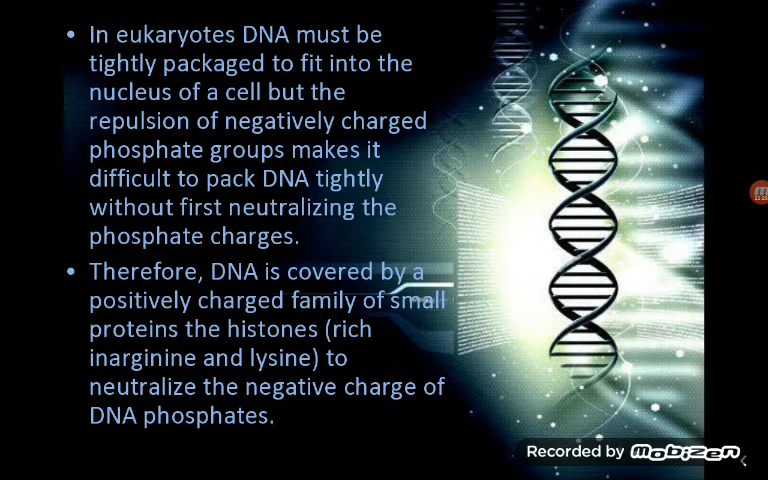 • In eukaryotes DNA must be
tightly packaged to fit into the
nucleus of a cell but the
repulsion of negatively charged
phosphate groups makes it
difficult to pack DNA tightly
without first neutralizing the
phosphate charges.
• Therefore, DNA is covered by a
positively charged family of small
proteins the histones (rich
inarginine and lysine) to
neutralize the negative charge of
DNA phosphates.
Recorded by mobizen